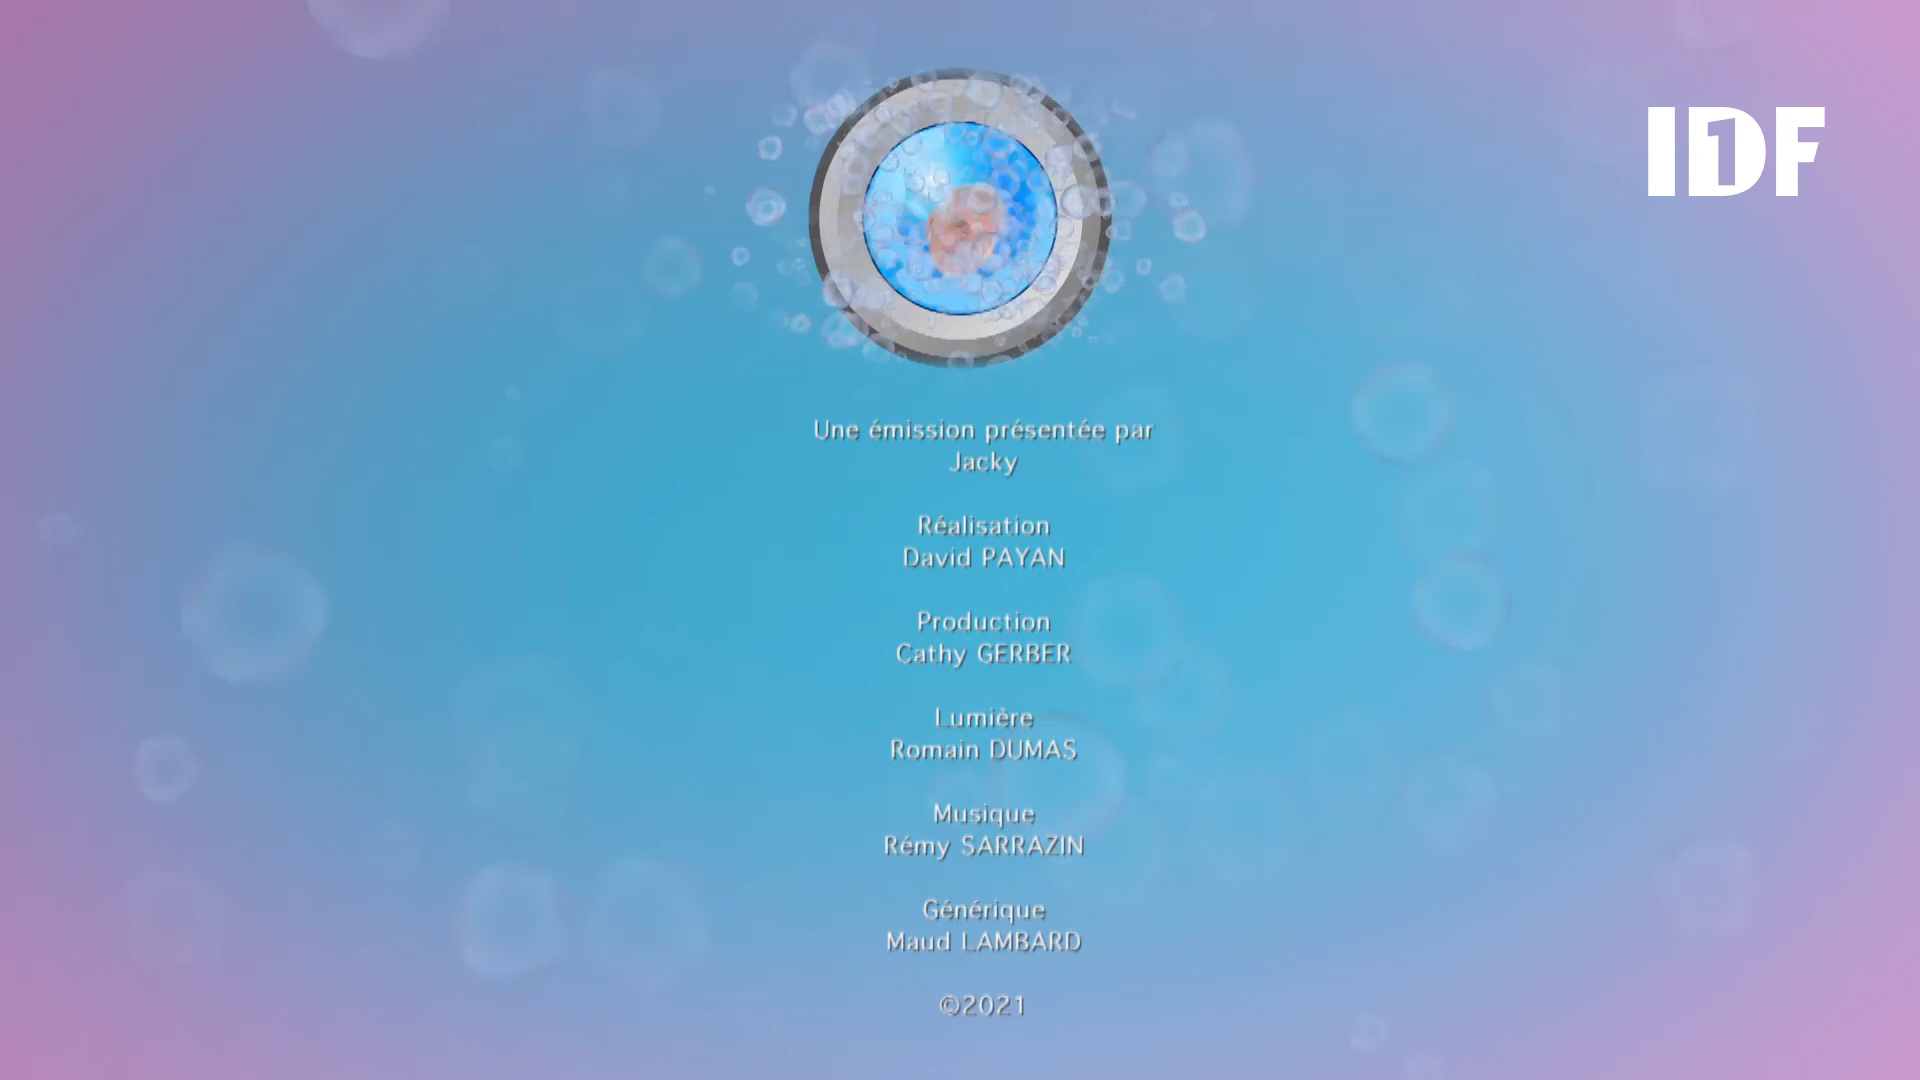 IDF1
Une émission présentée par
Jacky
Réalisation
David PAYAN
Production
Cathy GERBER
Lumière
Romain DUMAS
Musique
Rémy SARRAZIN
Générique
Maud LAMBARD
©2021